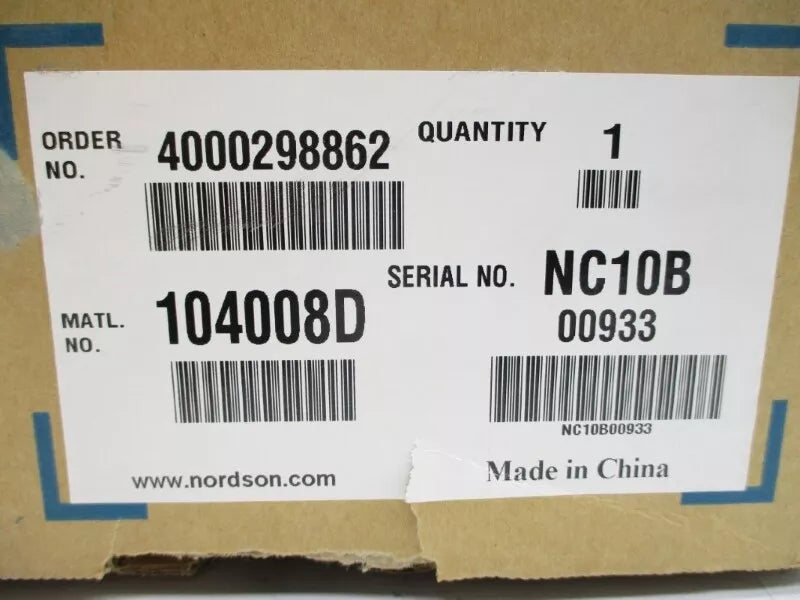 ORDER NO. 4000298862
QUANTITY 1
MATL. NO. 104008D
SERIAL NO. NC10B
00933
NC10B00933
www.nordson.com
Made in China